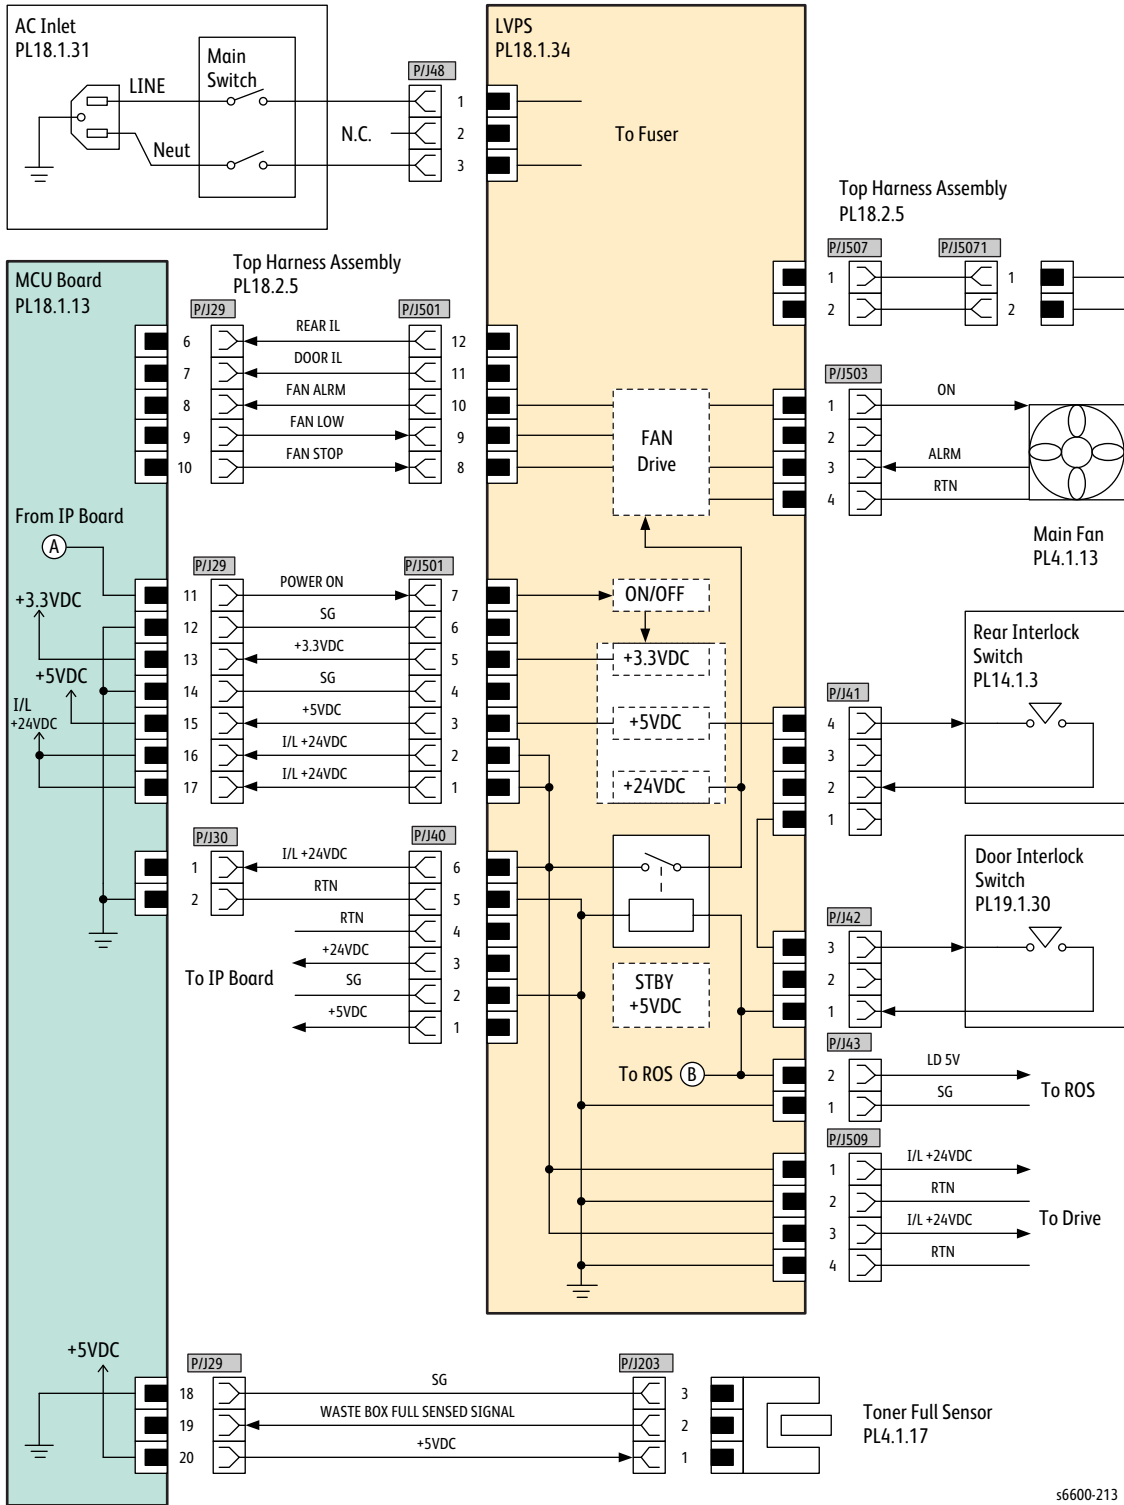 AC Inlet
PL18.1.31
Main
Switch
LINE
Neut
N.C.
P/J48
1
2
3
LVPS
PL18.1.34
To Fuser
Top Harness Assembly
PL18.2.5
P/J507
P/J5071
1
1
2
2
MCU Board
PL18.1.13
Top Harness Assembly
PL18.2.5
P/J29
P/J501
6
REAR IL
12
7
DOOR IL
11
8
FAN ALRM
10
9
FAN LOW
9
10
FAN STOP
8
FAN
Drive
P/J503
1
ON
2
3
ALRM
4
RTN
Main Fan
PL4.1.13
From IP Board
A
+3.3VDC
+5VDC
I/L
+24VDC
P/J29
P/J501
11
POWER ON
7
12
SG
6
13
+3.3VDC
5
14
SG
4
15
+5VDC
3
16
I/L +24VDC
2
17
I/L +24VDC
1
ON/OFF
+3.3VDC
+5VDC
+24VDC
P/J41
4
3
2
1
Rear Interlock
Switch
PL14.1.3
P/J30
P/J40
1
I/L +24VDC
6
2
RTN
5
RTN
4
+24VDC
3
SG
2
+5VDC
1
To IP Board
STBY
+5VDC
P/J42
3
2
1
Door Interlock
Switch
PL19.1.30
To ROS
B
P/J43
2
LD 5V
1
SG
To ROS
P/J509
1
I/L +24VDC
2
RTN
3
I/L +24VDC
4
RTN
To Drive
+5VDC
P/J29
P/J203
18
SG
3
19
WASTE BOX FULL SENSED SIGNAL
2
20
+5VDC
1
Toner Full Sensor
PL4.1.17
s6600-213